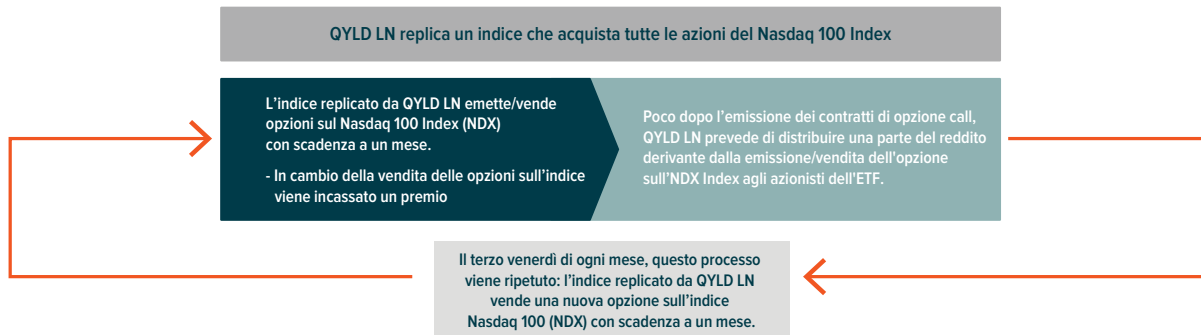 QYLD LN replica un indice che acquista tutte le azioni del Nasdaq 100 Index
L'indice replicato da QYLD LN emette/vende
opzioni sul Nasdaq 100 Index (NDX)
con scadenza a un mese.
- In cambio della vendita delle opzioni sull'indice
viene incassato un premio
Poco dopo l'emissione dei contratti di opzione call,
QYLD LN prevede di distribuire una parte del reddito
derivante dalla emissione/vendita dell'opzione
sull'NDX Index agli azionisti dell'ETF.
Il terzo venerdì di ogni mese, questo processo
viene ripetuto: l'indice replicato da QYLD LN
vende una nuova opzione sull'indice
Nasdaq 100 (NDX) con scadenza a un mese.